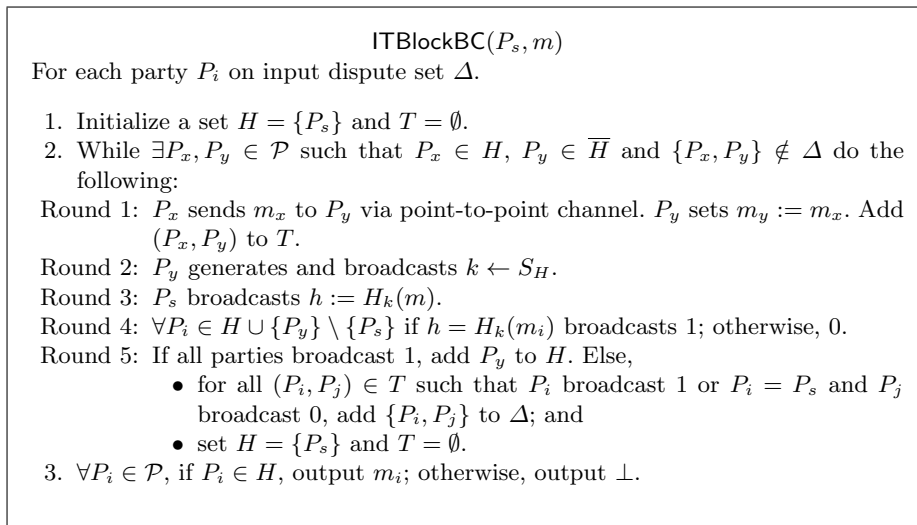 ITBlockBC(P_s, m)
For each party P_i on input dispute set Δ.
1. Initialize a set H = {P_s} and T = ∅.
2. While ∃P_x, P_y ∈ 𝒫 such that P_x ∈ H, P_y ∈ H̅ and {P_x, P_y} ∉ Δ do the
following:
Round 1: P_x sends m_x to P_y via point-to-point channel. P_y sets m_y := m_x. Add
(P_x, P_y) to T.
Round 2: P_y generates and broadcasts k ← S_H.
Round 3: P_s broadcasts h := H_k(m).
Round 4: ∀P_i ∈ H ∪ {P_y} \ {P_s} if h = H_k(m_i) broadcasts 1; otherwise, 0.
Round 5: If all parties broadcast 1, add P_y to H. Else,
• for all (P_i, P_j) ∈ T such that P_i broadcast 1 or P_i = P_s and P_j
broadcast 0, add {P_i, P_j} to Δ; and
• set H = {P_s} and T = ∅.
3. ∀P_i ∈ 𝒫, if P_i ∈ H, output m_i; otherwise, output ⊥.